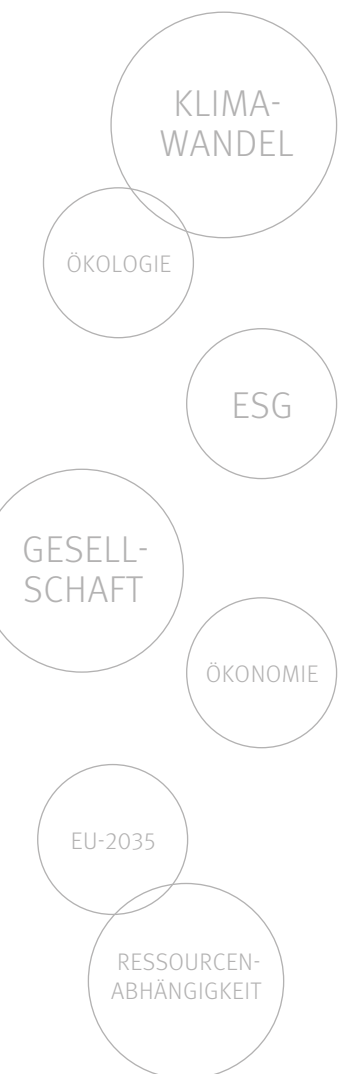 KLIMA-
WANDEL
ÖKOLOGIE
ESG
GESELL-
SCHAFT
ÖKONOMIE
EU-2035
RESSOURCEN-
ABHÄNGIGKEIT